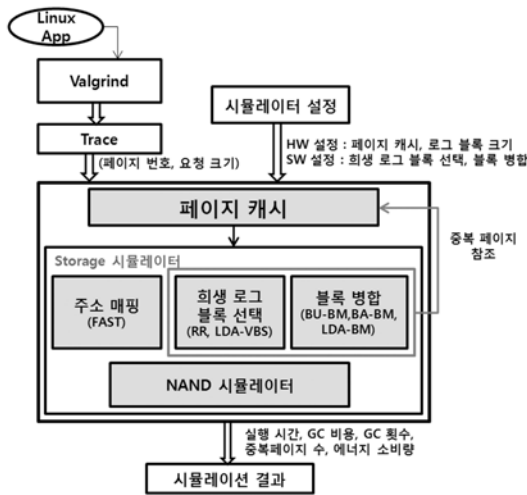 Linux
App
Valgrind
Trace
(페이지 번호, 요청 크기)
시뮬레이터 설정
HW 설정 : 페이지 캐시, 로그 블록 크기
SW 설정 : 희생 로그 블록 선택, 블록 병합
페이지 캐시
중복 페이지
참조
Storage 시뮬레이터
주소 매핑
(FAST)
희생 로그
블록 선택
(RR, LDA-VBS)
블록 병합
(BU-BM,BA-BM,
LDA-BM)
NAND 시뮬레이터
실행 시간, GC 비용, GC 횟수,
중복페이지 수, 에너지 소비량
시뮬레이션 결과